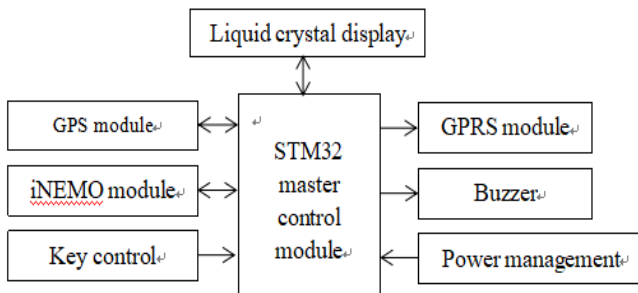 Liquid crystal display
GPS module
iNEMO module
Key control
STM32
master
control
module
GPRS module
Buzzer
Power management